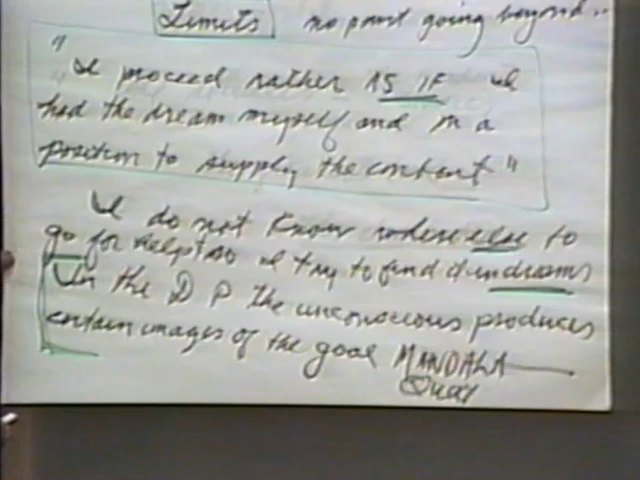 Limits no point going beyond..
"I proceed rather AS IF I
had the dream myself and in a
position to supply the context"
I do not know where else to
go for help so I try to find it in dreams
In the D P the unconscious produces
certain images of the goal MANDALA